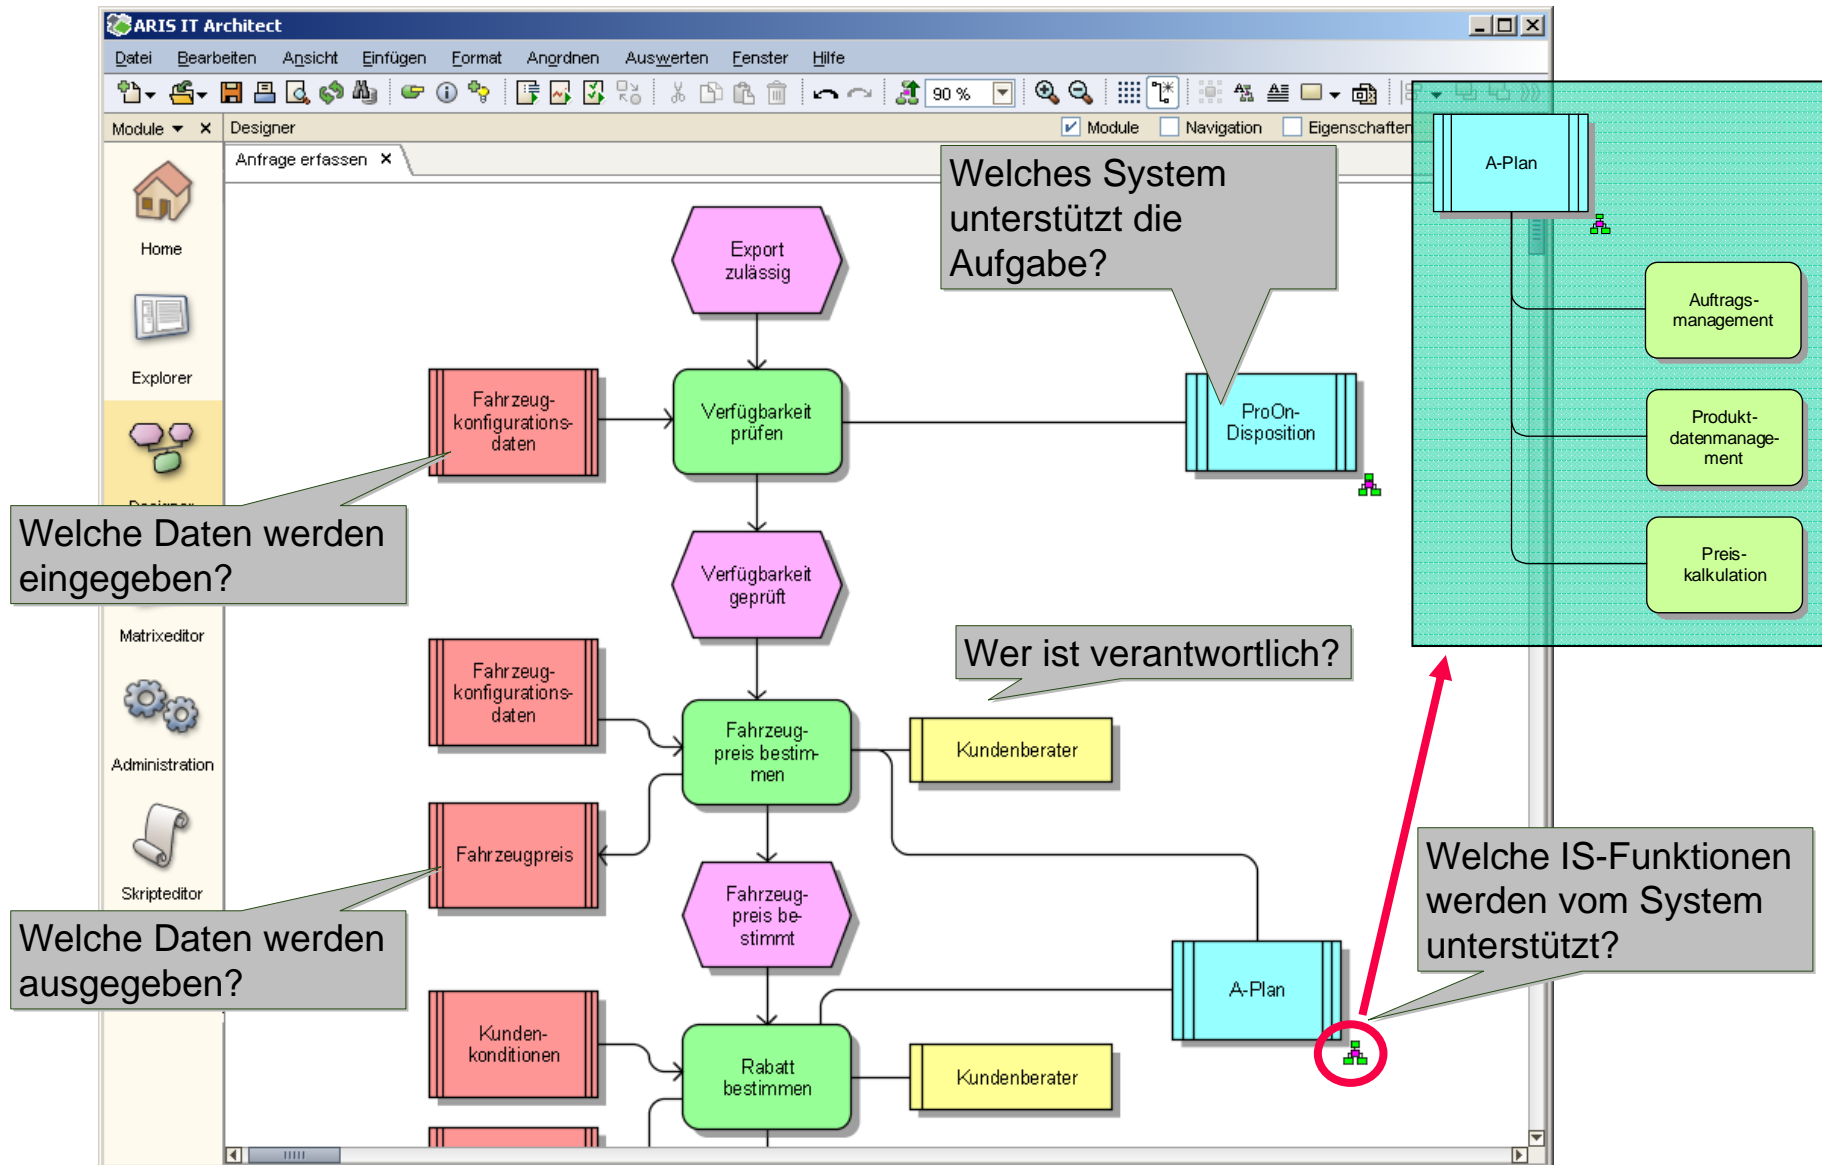 ARIS IT Architect
Datei Bearbeiten Ansicht Einfügen Format Anordnen Auswerten Fenster Hilfe
90 %
Module
Designer
Module Navigation Eigenschaften
Anfrage erfassen
Home
Explorer
Designer
Matrixeditor
Administration
Skripteditor
Export
zulässig
Welches System
unterstützt die
Aufgabe?
A-Plan
Auftrags-
management
Produkt-
datenmanage-
ment
Preis-
kalkulation
Fahrzeug-
konfigurations-
daten
Verfügbarkeit
prüfen
ProOn-
Disposition
Welche Daten werden
eingegeben?
Verfügbarkeit
geprüft
Wer ist verantwortlich?
Fahrzeug-
konfigurations-
daten
Fahrzeug-
preis bestim-
men
Kundenberater
Fahrzeugpreis
Welche Daten werden
ausgegeben?
Fahrzeug-
preis be-
stimmt
Welche IS-Funktionen
werden vom System
unterstützt?
A-Plan
Kunden-
konditionen
Rabatt
bestimmen
Kundenberater